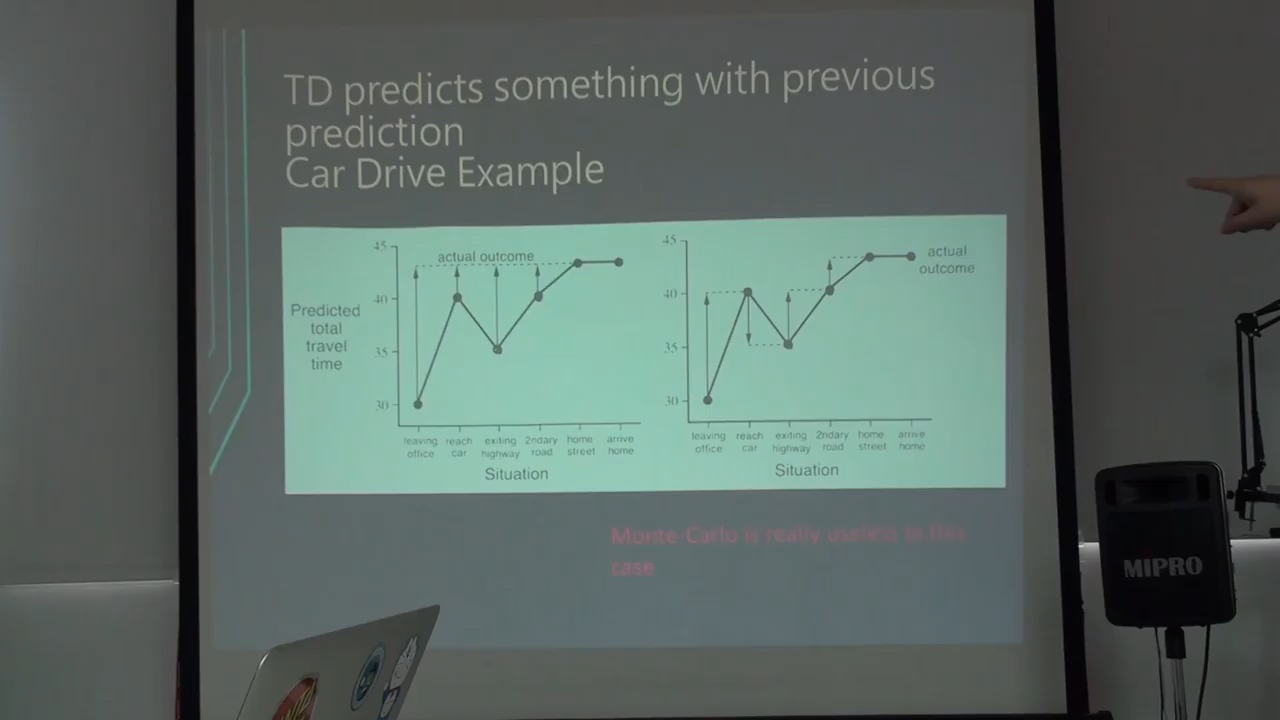 TD predicts something with previous
prediction
Car Drive Example
Predicted
total
travel
time
45
40
35
30
actual outcome
leaving
office
reach
car
exiting
highway
2ndary
road
home
street
arrive
home
Situation
45
40
35
30
actual
outcome
leaving
office
reach
car
exiting
highway
2ndary
road
home
street
arrive
home
Situation
Monte-Carlo is really useless in this
case
MIPRO